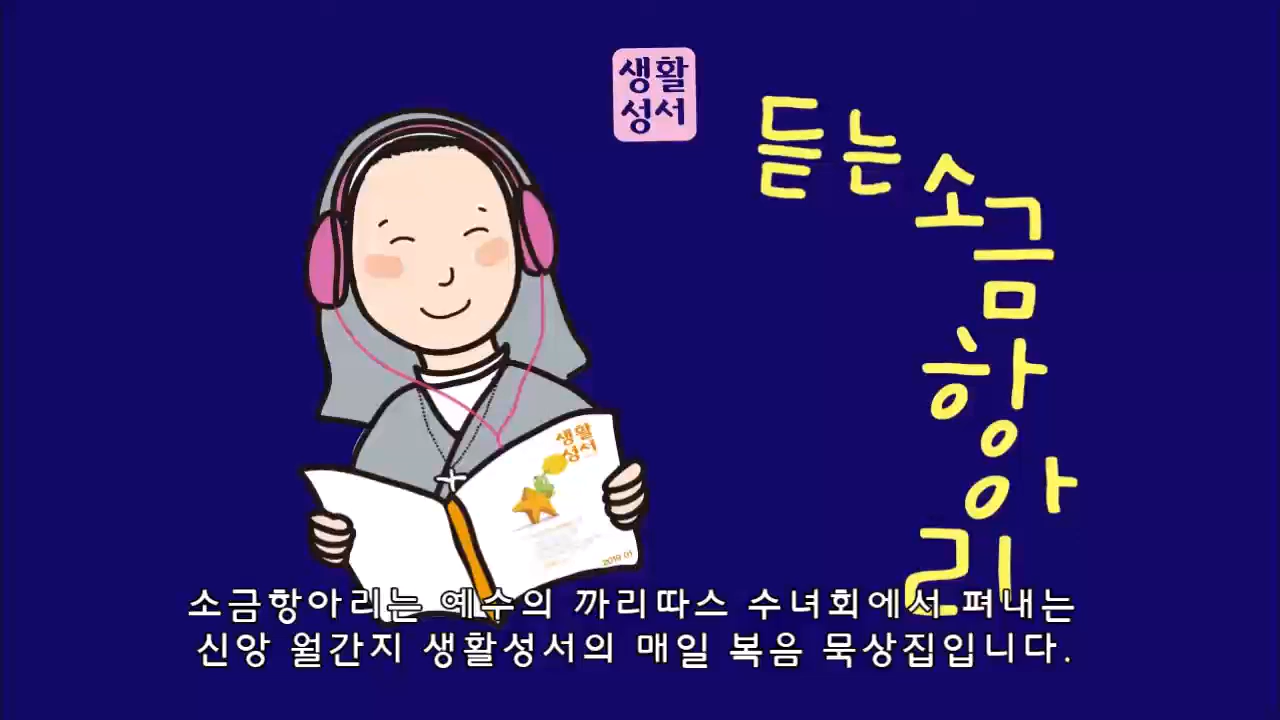 생활
성서
듣는 소금항아리
생활
성서
2019 01
소금항아리는 예수의 까리따스 수녀회에서 펴내는
신앙 월간지 생활성서의 매일 복음 묵상집입니다.